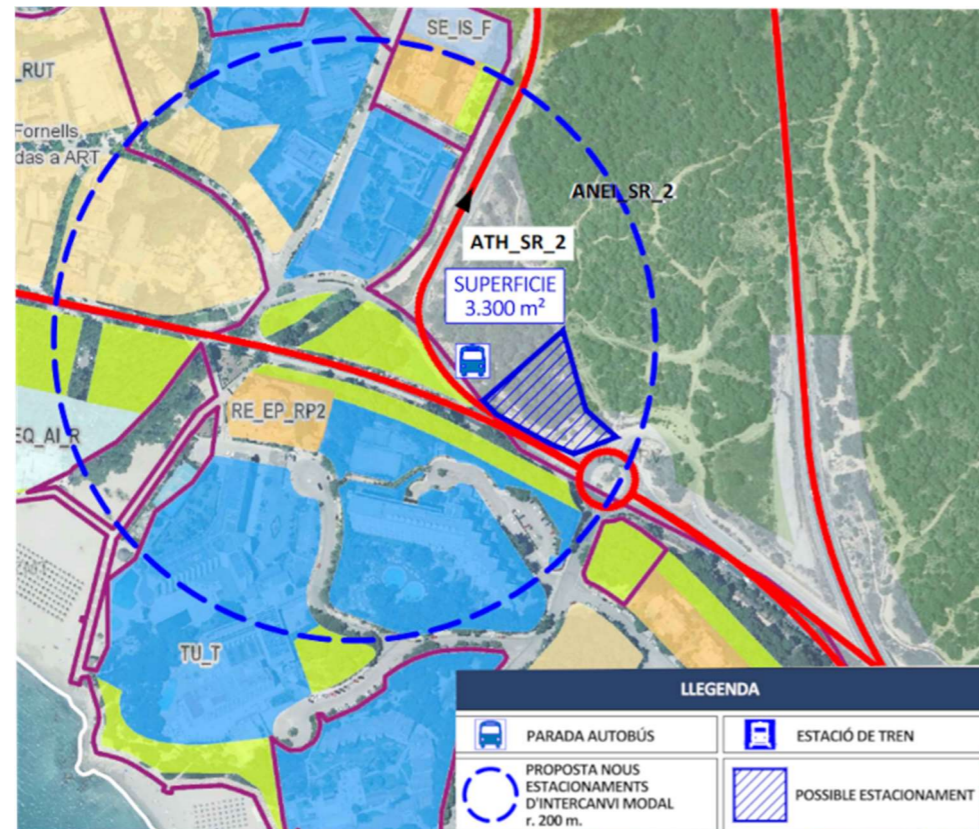 SE_IS_F
_RUT
Fornells
das a ART
ANEI_SR_2
ATH_SR_2
SUPERFICIE
3.300 m²
RE_EP_RP2
EQ_AI_R
TU_T
LLEGENDA
PARADA AUTOBÚS
ESTACIÓ DE TREN
PROPOSTA NOUS
ESTACIONAMENTS
D'INTERCANVI MODAL
r. 200 m.
POSSIBLE ESTACIONAMENT